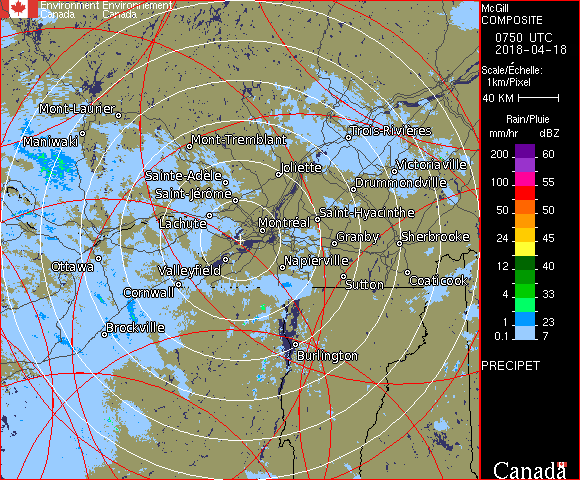 Environment Environnement
Canada Canada
McGill
COMPOSITE
0750 UTC
2018-04-18
Scale/Échelle:
1km/Pixel
40 KM
Rain/Pluie
mm/hr dBZ
200 60
100 55
50 50
24 45
12 40
4 33
1 23
0.1 7
PRECIPET
Canada
Mont-Laurier
Maniwaki
Mont-Tremblant
Trois-Rivières
Joliette
Victoriaville
Sainte-Adèle
Drummondville
Saint-Jérôme
Saint-Hyacinthe
Lachute
Montréal
Granby
Sherbrooke
Ottawa
Valleyfield
Napierville
Sutton
Coaticook
Cornwall
Brockville
Burlington